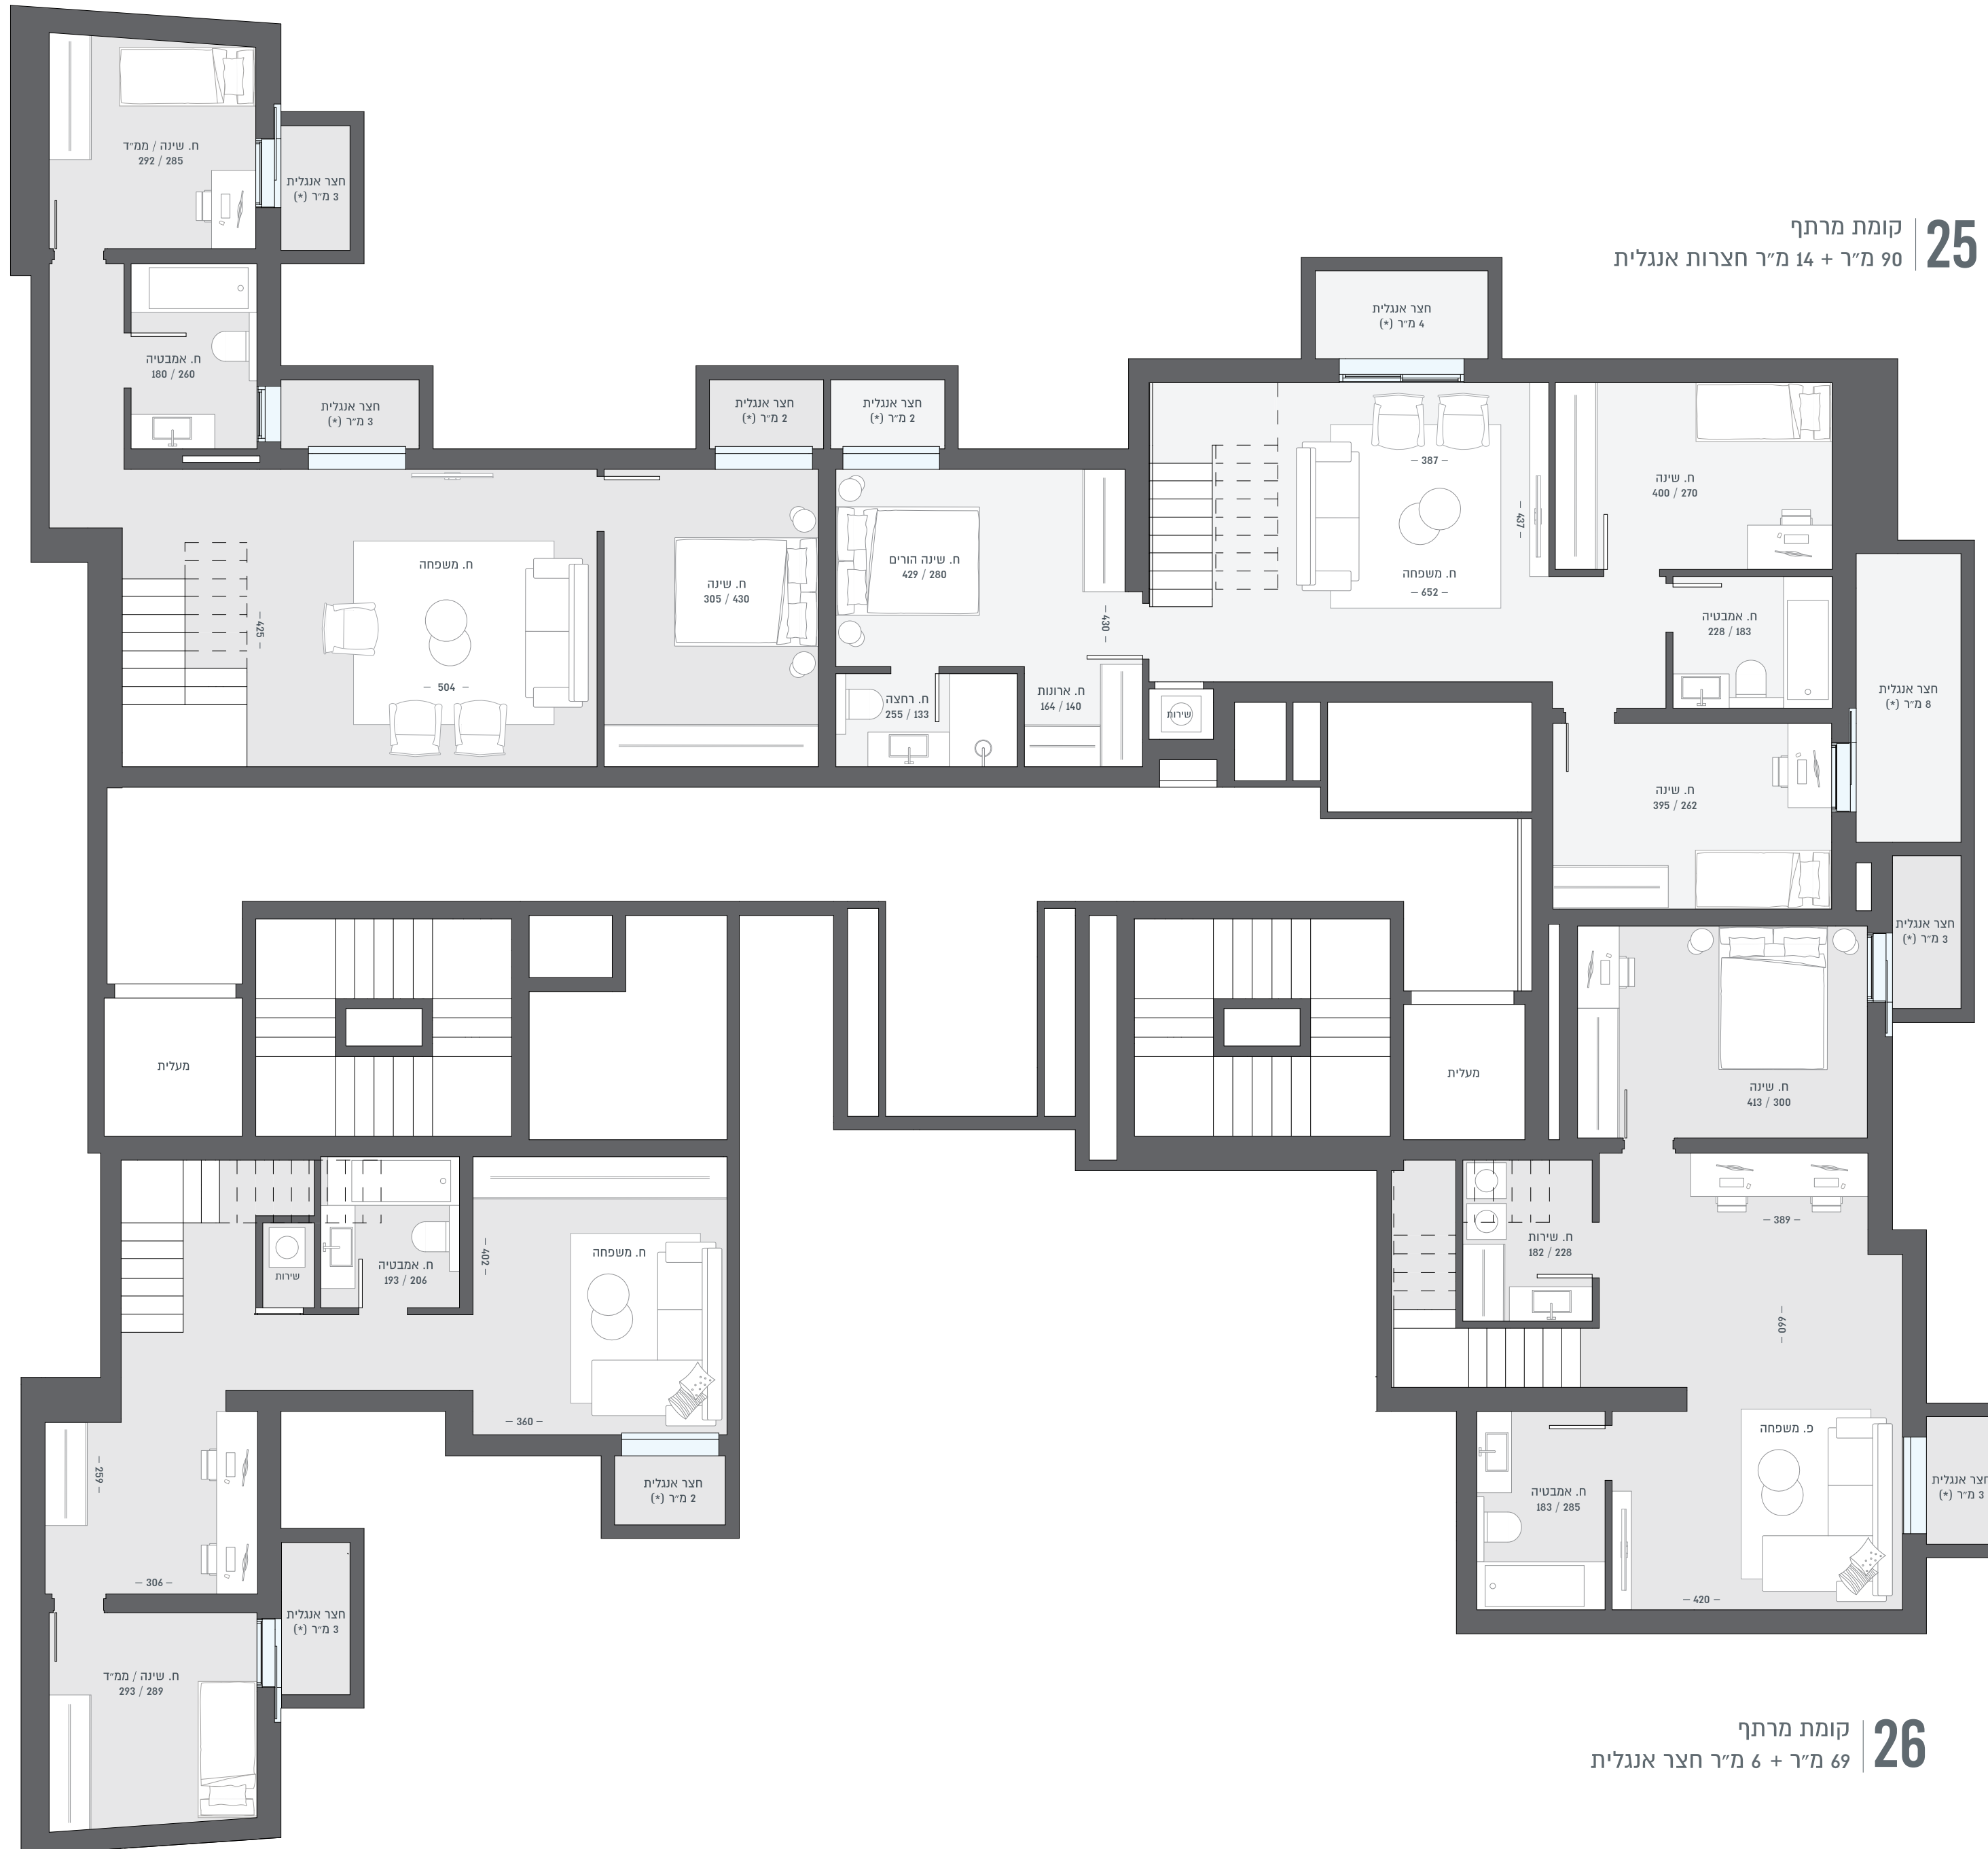 25
קומת מרתף
90 מ״ר + 14 מ״ר חצרות אנגלית
ח. שינה / ממ״ד
292 / 285
חצר אנגלית
3 מ״ר (*)
ח. אמבטיה
180 / 260
חצר אנגלית
3 מ״ר (*)
חצר אנגלית
2 מ״ר (*)
חצר אנגלית
2 מ״ר (*)
חצר אנגלית
4 מ״ר (*)
ח. משפחה
– 425 –
– 504 –
ח. שינה
305 / 430
ח. שינה הורים
429 / 280
– 430 –
ח. רחצה
255 / 133
ח. ארונות
164 / 140
שירות
– 387 –
– 437 –
ח. משפחה
– 652 –
ח. שינה
400 / 270
ח. אמבטיה
228 / 183
חצר אנגלית
8 מ״ר (*)
ח. שינה
395 / 262
חצר אנגלית
3 מ״ר (*)
ח. שינה
413 / 300
מעלית
מעלית
שירות
ח. אמבטיה
193 / 206
– 402 –
ח. משפחה
– 360 –
חצר אנגלית
2 מ״ר (*)
– 259 –
– 306 –
חצר אנגלית
3 מ״ר (*)
ח. שינה / ממ״ד
293 / 289
ח. שירות
182 / 228
– 389 –
– 660 –
פ. משפחה
ח. אמבטיה
183 / 285
– 420 –
חצר אנגלית
3 מ״ר (*)
26
קומת מרתף
69 מ״ר + 6 מ״ר חצר אנגלית